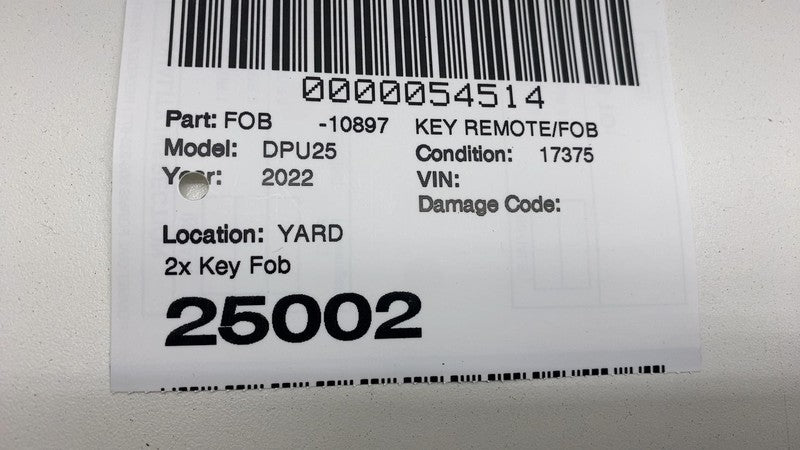 0000054514
Part: FOB -10897 KEY REMOTE/FOB
Model: DPU25 Condition: 17375
Year: 2022 VIN:
Damage Code:
Location: YARD
2x Key Fob
25002